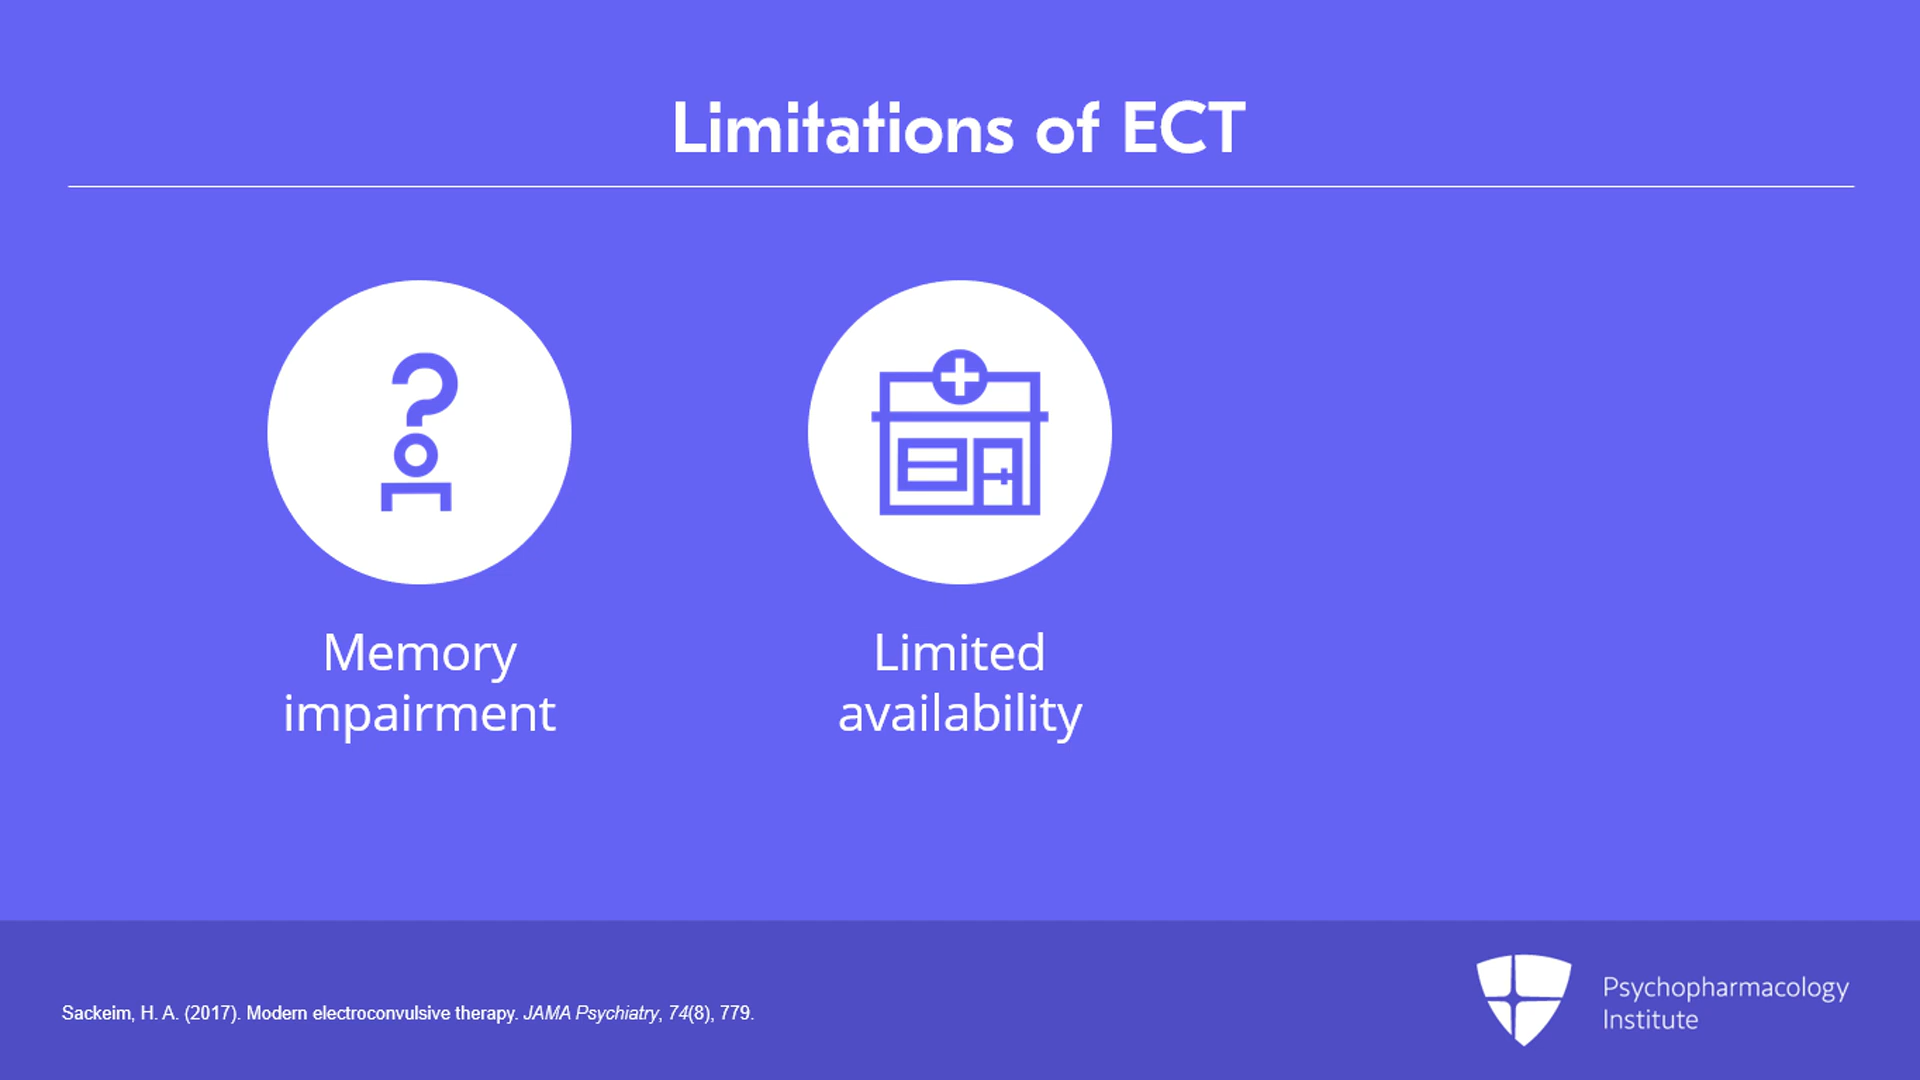 Limitations of ECT
Memory
impairment
Limited
availability
Sackeim, H. A. (2017). Modern electroconvulsive therapy. JAMA Psychiatry, 74(8), 779.
Psychopharmacology
Institute